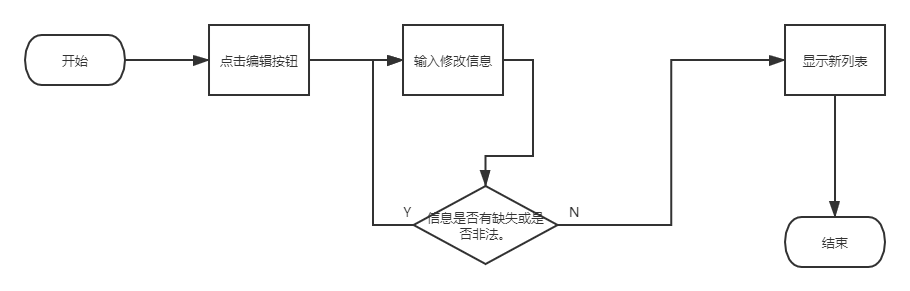 开始
点击编辑按钮
输入修改信息
显示新列表
Y
信息是否有缺失或是
否非法。
N
结束